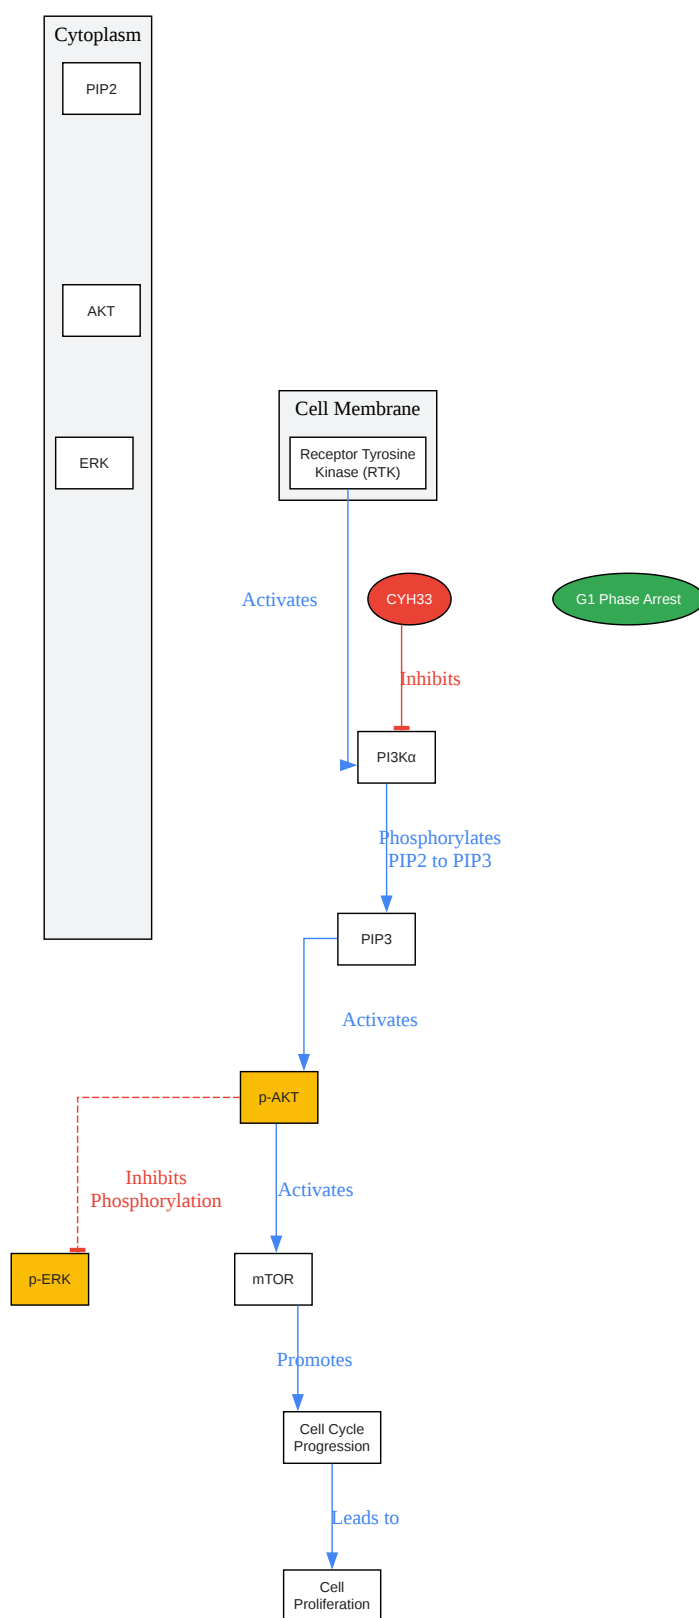 Cytoplasm
PIP2
AKT
Cell Membrane
ERK
Receptor Tyrosine
Kinase (RTK)
Activates
CYH33
G1 Phase Arrest
Inhibits
PI3Kα
Phosphorylates
PIP2 to PIP3
PIP3
Activates
p-AKT
Inhibits
Phosphorylation
Activates
p-ERK
mTOR
Promotes
Cell Cycle
Progression
Leads to
Cell
Proliferation